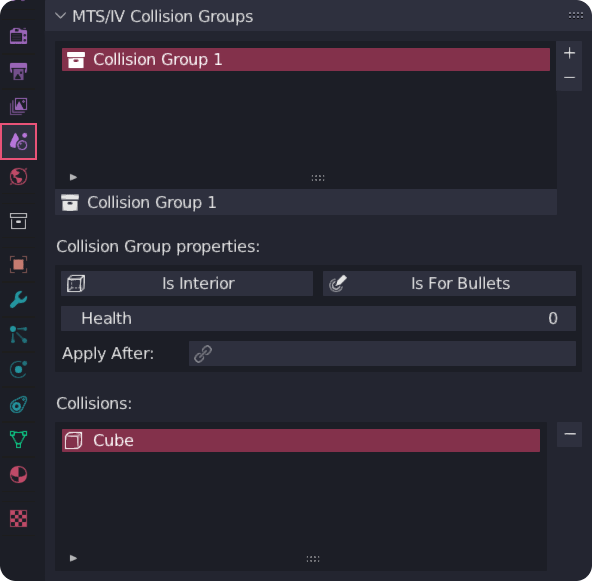 MTS/IV Collision Groups
Collision Group 1
Collision Group 1
Collision Group properties:
Is Interior
Is For Bullets
Health 0
Apply After:
Collisions:
Cube